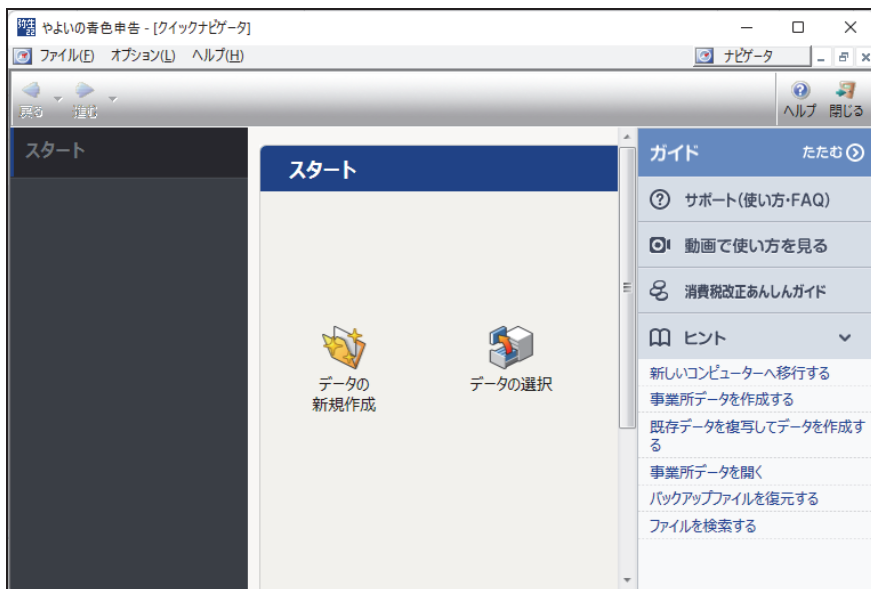 やよいの青色申告 - [クイックナビゲータ]
ファイル(F) オプション(L) ヘルプ(H)
ナビゲータ
戻る 進む
ヘルプ 閉じる
スタート
スタート
データの
新規作成
データの選択
ガイド
たたむ
サポート(使い方・FAQ)
動画で使い方を見る
消費税改正あんしんガイド
ヒント
新しいコンピューターへ移行する
事業所データを作成する
既存データを複写してデータを作成す
る
事業所データを開く
バックアップファイルを復元する
ファイルを検索する